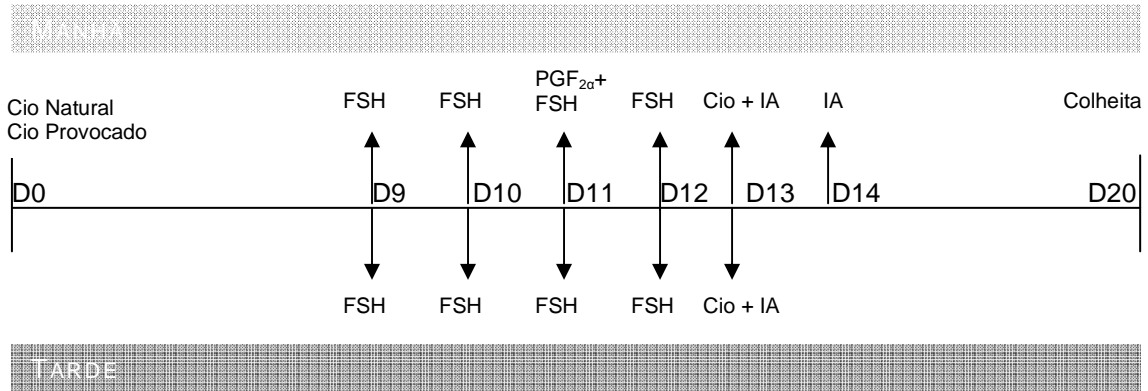 MANHÃ
PGF2α+
Cio Natural FSH FSH FSH FSH Cio + IA IA Colheita
Cio Provocado
D0 D9 D10 D11 D12 D13 D14 D20
FSH FSH FSH FSH Cio + IA
TARDE